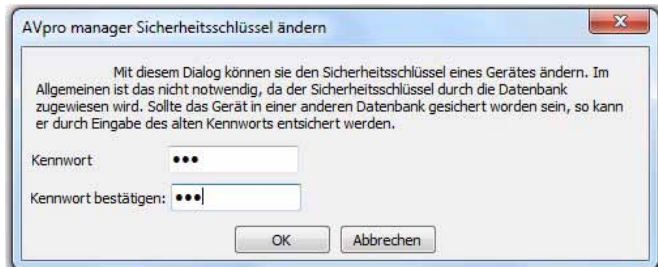 AVpro manager Sicherheitsschlüssel ändern
Mit diesem Dialog können sie den Sicherheitsschlüssel eines Gerätes ändern. Im
Allgemeinen ist das nicht notwendig, da der Sicherheitsschlüssel durch die Datenbank
zugewiesen wird. Sollte das Gerät in einer anderen Datenbank gesichert worden sein, so kann
er durch Eingabe des alten Kennworts entsichert werden.
Kennwort •••
Kennwort bestätigen: •••
OK Abbrechen